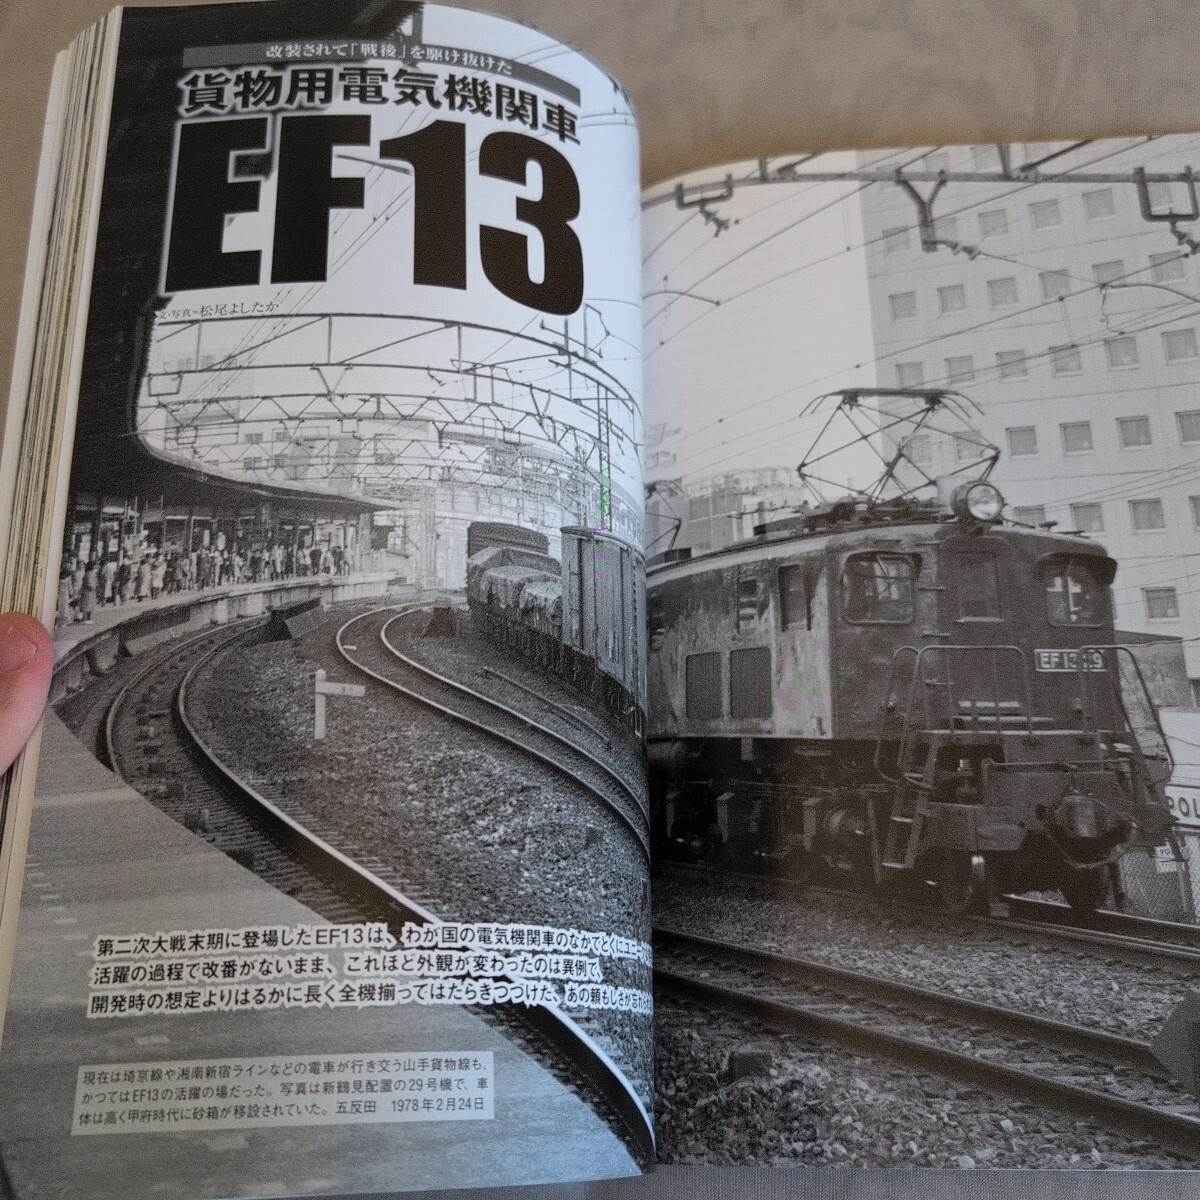 改装されて「戦後」を駆け抜けた
貨物用電気機関車
EF13
文・写真=松尾よしたか
第二次大戦末期に登場したEF13は、わが国の電気機関車のなかでとくにユニー
活躍の過程で改番がないまま、これほど外観が変わったのは異例で、
開発時の想定よりはるかに長く全機揃ってはたらきつづけた、あの頼もしさが忘れ
現在は埼京線や湘南新宿ラインなどの電車が行き交う山手貨物線も、
かつてはEF13の活躍の場だった。写真は新鶴見配置の29号機で、車
体は高く甲府時代に砂箱が移設されていた。五反田 1978年2月24日